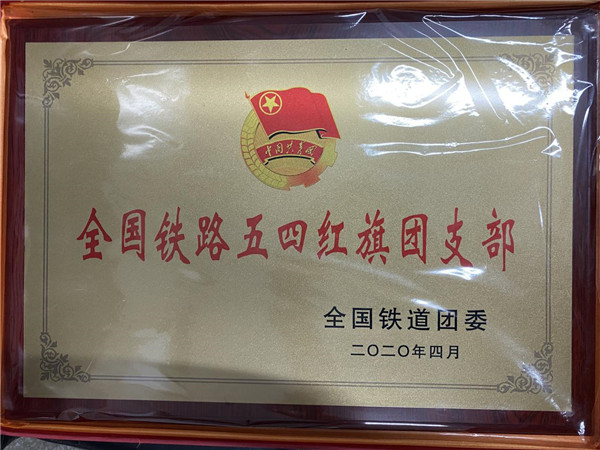 中国共青团
全国铁路五四红旗团支部
全国铁道团委
二〇二〇年四月